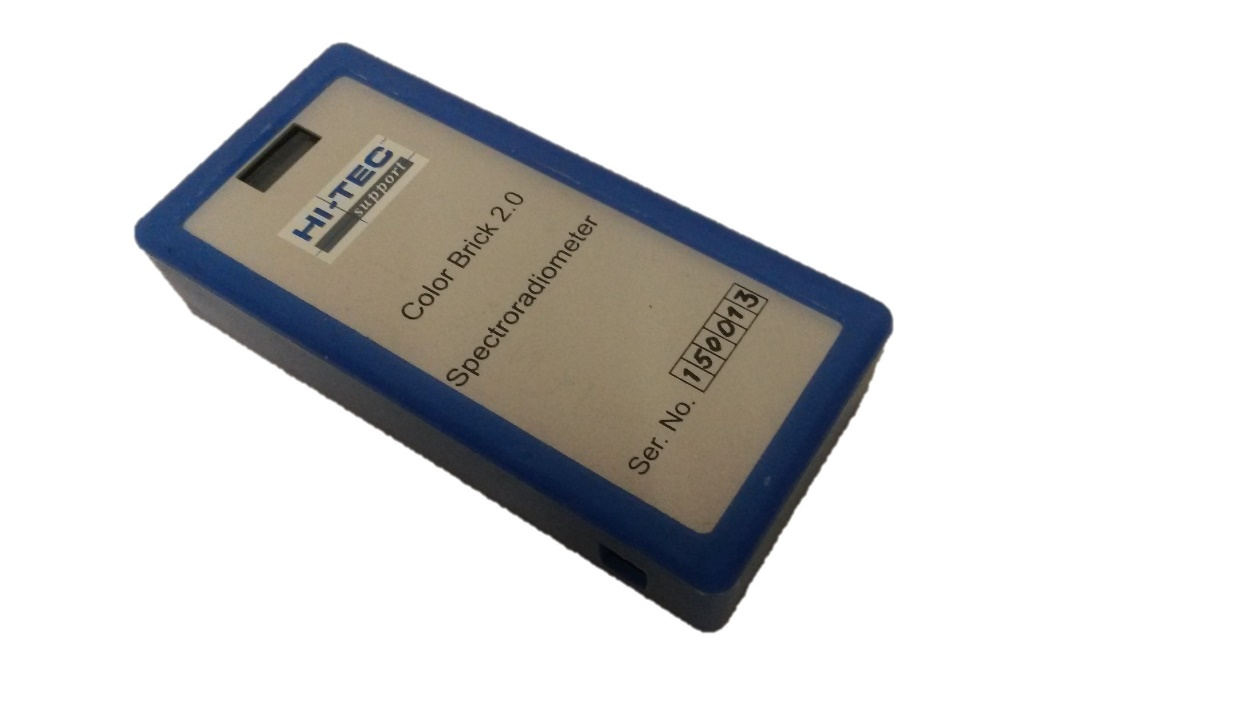 HI-TEC
support
Color Brick 2.0
Spectroradiometer
Ser. No. 150013